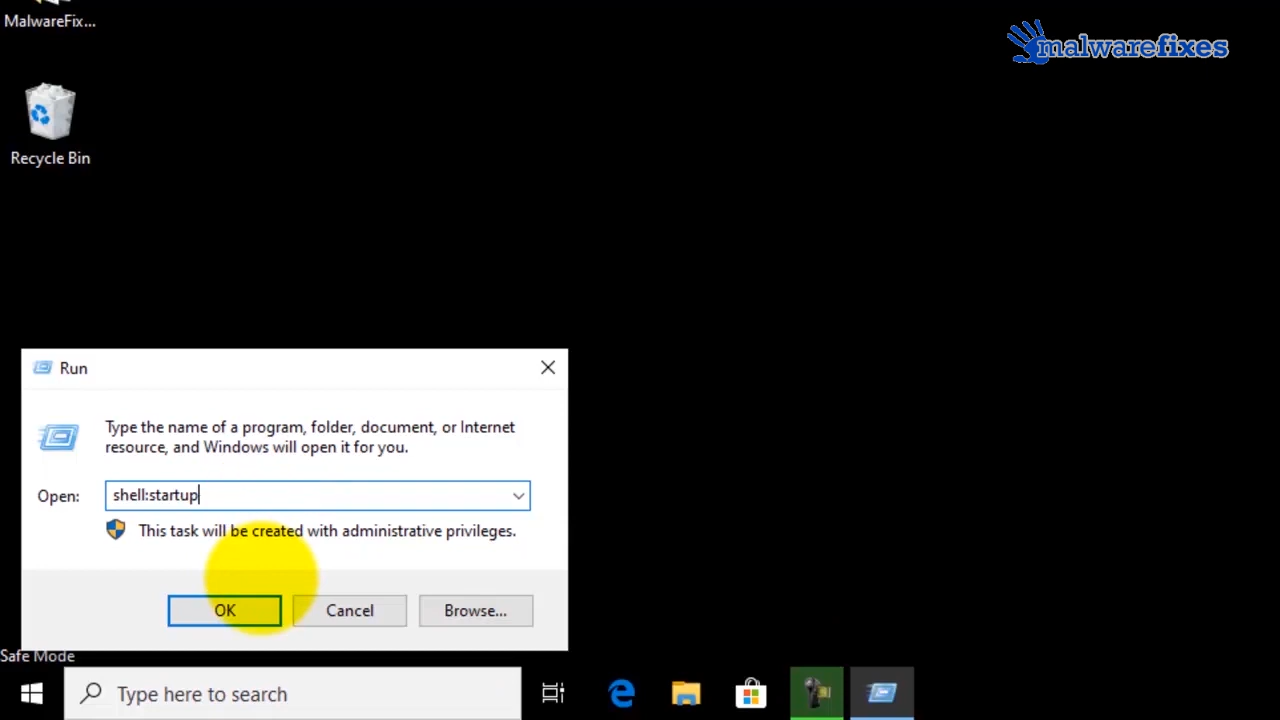 MalwareFix...
malwarefixes
Recycle Bin
Run
Type the name of a program, folder, document, or Internet
resource, and Windows will open it for you.
Open:
shell:startup
This task will be created with administrative privileges.
OK
Cancel
Browse...
Safe Mode
Type here to search